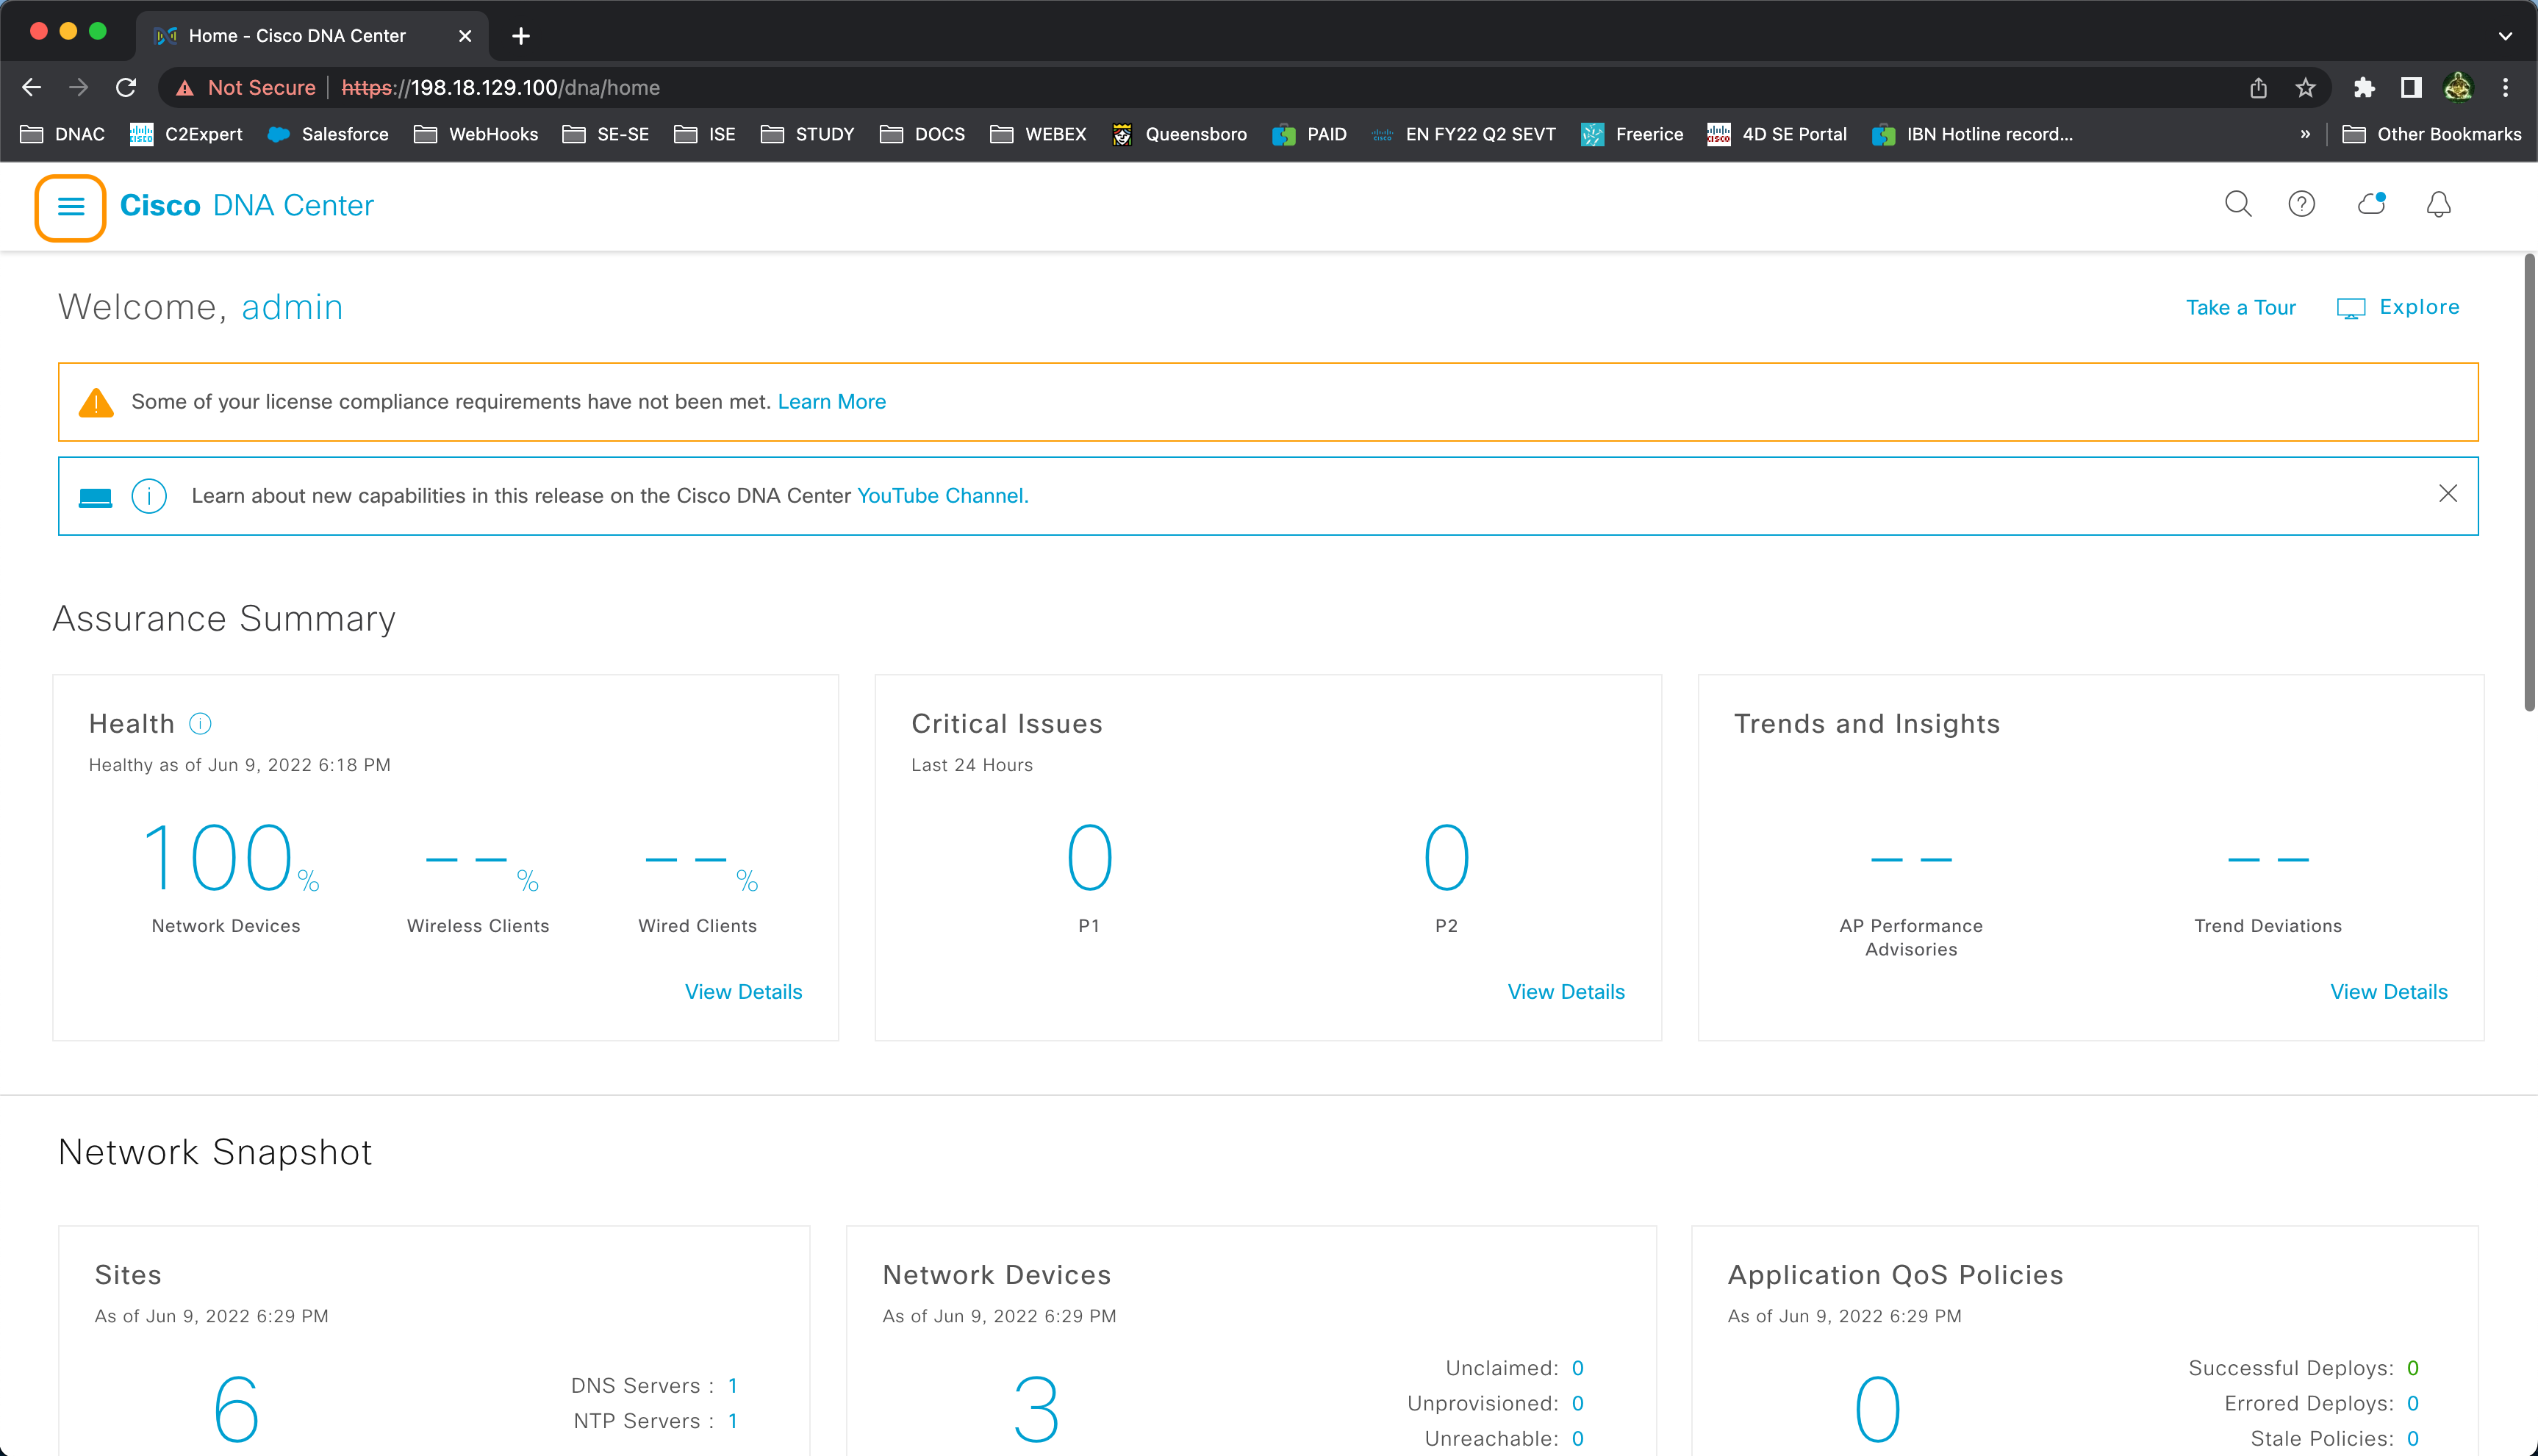 Home - Cisco DNA Center
Not Secure https://198.18.129.100/dna/home
DNAC C2Expert Salesforce WebHooks SE-SE ISE STUDY DOCS WEBEX Queensboro PAID EN FY22 Q2 SEVT Freerice 4D SE Portal IBN Hotline record... » Other Bookmarks
Cisco DNA Center
Welcome, admin
Take a Tour Explore
Some of your license compliance requirements have not been met. Learn More
Learn about new capabilities in this release on the Cisco DNA Center YouTube Channel.
Assurance Summary
Health
Healthy as of Jun 9, 2022 6:18 PM
100% --% --%
Network Devices Wireless Clients Wired Clients
View Details
Critical Issues
Last 24 Hours
0 0
P1 P2
View Details
Trends and Insights
-- --
AP Performance Advisories Trend Deviations
View Details
Network Snapshot
Sites
As of Jun 9, 2022 6:29 PM
6
DNS Servers : 1
NTP Servers : 1
Network Devices
As of Jun 9, 2022 6:29 PM
3
Unclaimed: 0
Unprovisioned: 0
Unreachable: 0
Application QoS Policies
As of Jun 9, 2022 6:29 PM
0
Successful Deploys: 0
Errored Deploys: 0
Stale Policies: 0